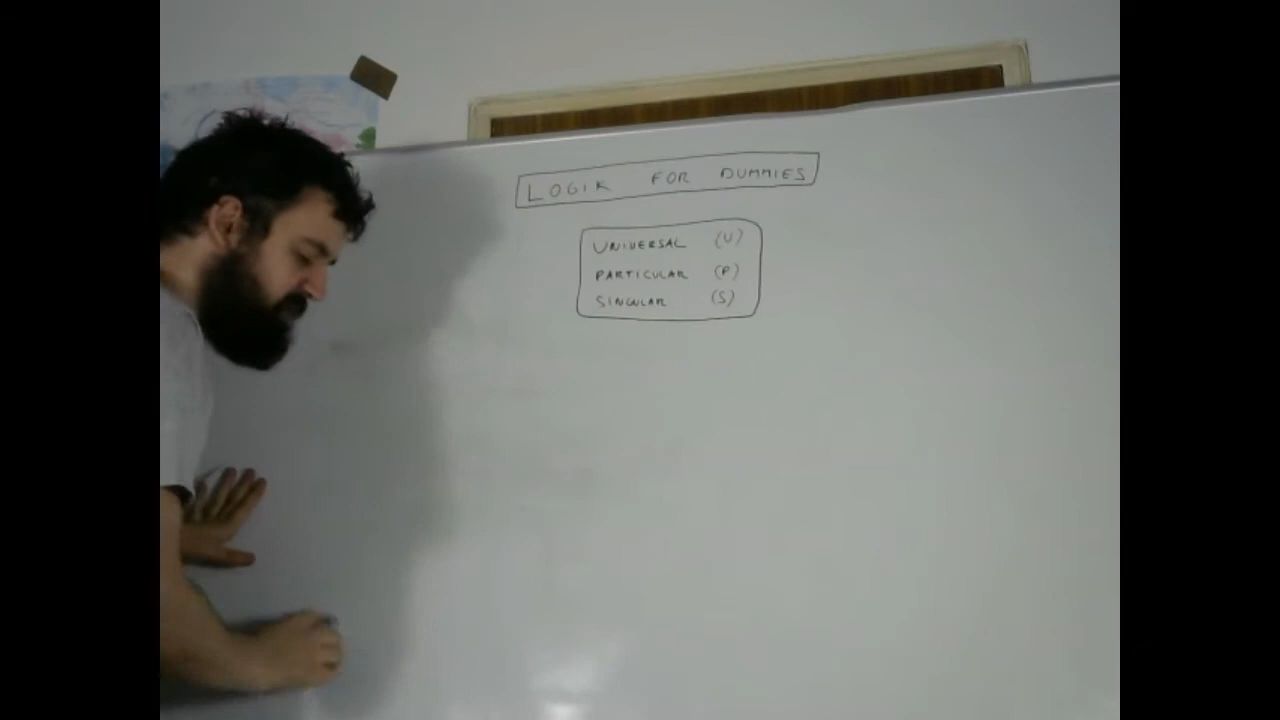 LOGIK FOR DUMMIES
UNIVERSAL (U)
PARTICULAR (P)
SINGULAR (S)